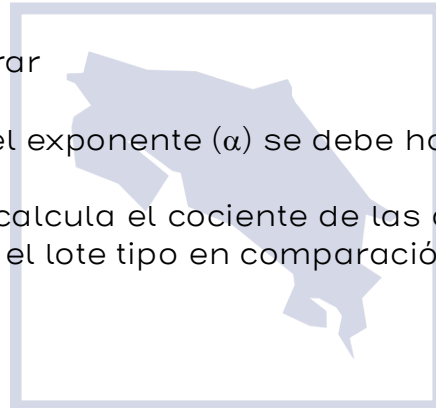 rar
el exponente (α) se debe ha
calcula el cociente de las
el lote tipo en comparació